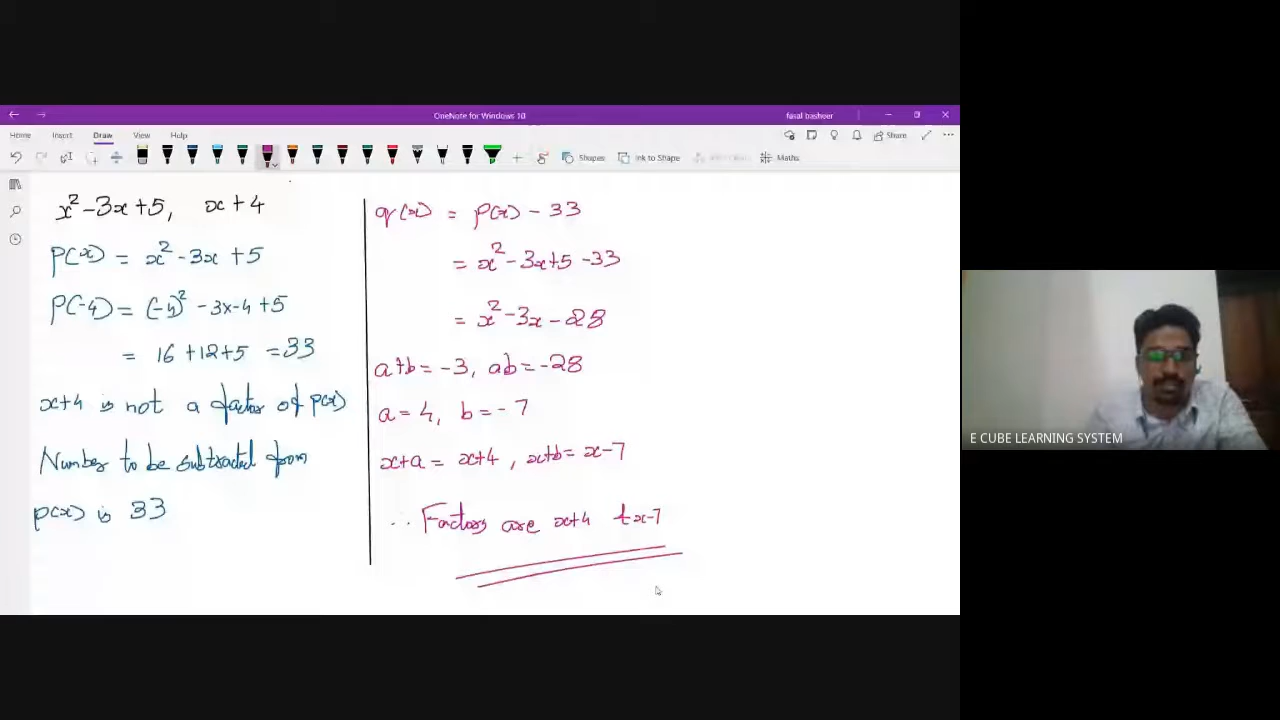 OneNote for Windows 10
fasal basheer
Home Insert Draw View Help
Share
Shapes Ink to Shape Maths
x² - 3x + 5, x + 4
P(x) = x² - 3x + 5
P(-4) = (-4)² - 3x-4 + 5
= 16 + 12 + 5 = 33
x+4 is not a factor of p(x)
Number to be subtracted from
p(x) is 33
q(x) = p(x) - 33
= x² - 3x + 5 - 33
= x² - 3x - 28
a+b = -3, ab = -28
a = 4, b = -7
x+a = x+4, x+b = x-7
∴ Factors are x+4 & x-7
E CUBE LEARNING SYSTEM